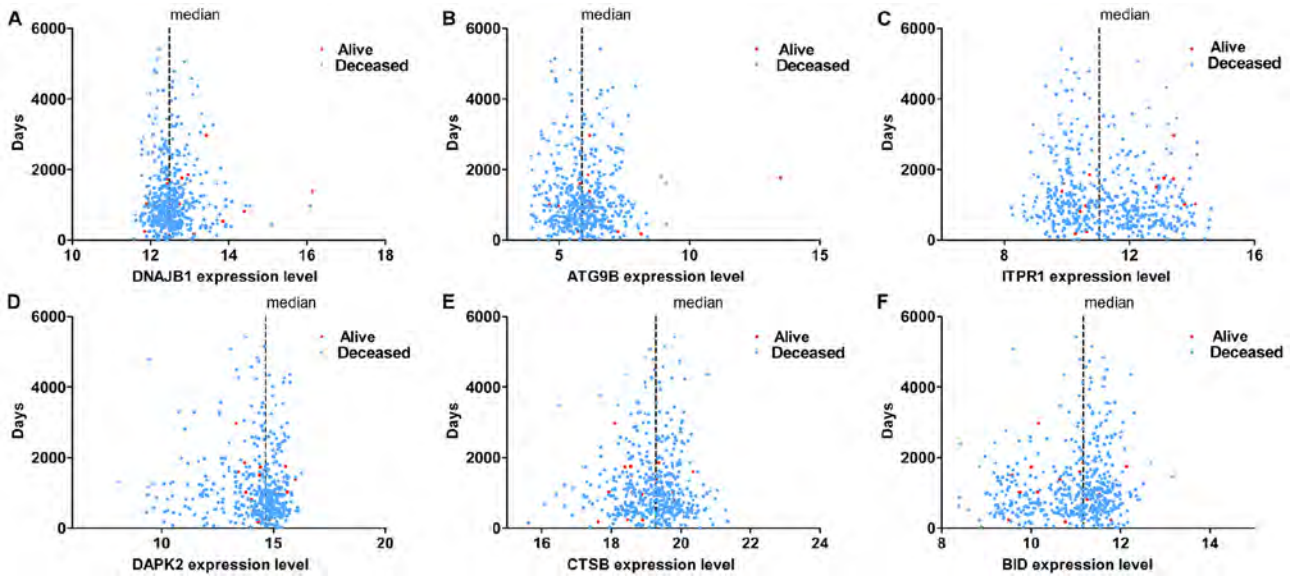 A
median
6000
4000
2000
0
Days
10 12 14 16 18
DNAJB1 expression level
Alive
Deceased
B
median
6000
4000
2000
0
Days
5 10 15
ATG9B expression level
Alive
Deceased
C
median
6000
4000
2000
0
Days
8 12 16
ITPR1 expression level
Alive
Deceased
D
median
6000
4000
2000
0
Days
10 15 20
DAPK2 expression level
Alive
Deceased
E
median
6000
4000
2000
0
Days
16 18 20 22 24
CTSB expression level
Alive
Deceased
F
median
6000
4000
2000
0
Days
8 10 12 14
BID expression level
Alive
Deceased